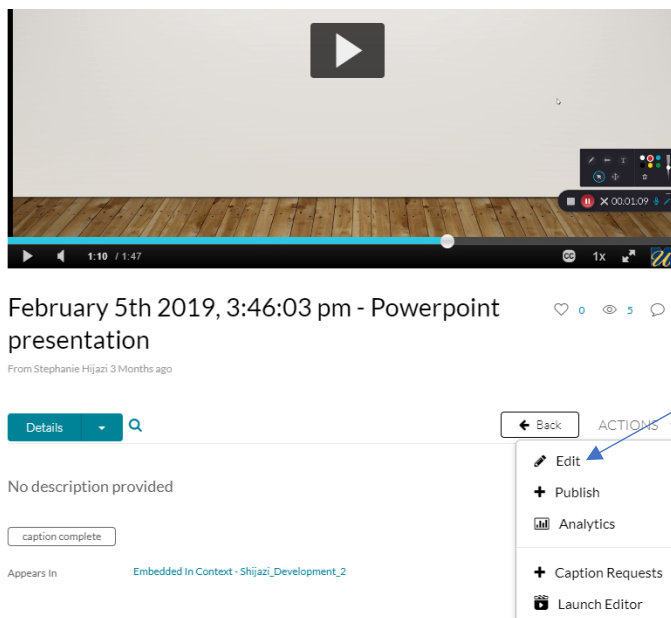 T
00:01:09
1:10 / 1:47
CC
1x
February 5th 2019, 3:46:03 pm - Powerpoint
presentation
0
5
From Stephanie Hijazi 3 Months ago
Details
Back
ACTIONS
Edit
No description provided
Publish
Analytics
caption complete
Appears In
Embedded In Context - Shijazi_Development_2
Caption Requests
Launch Editor